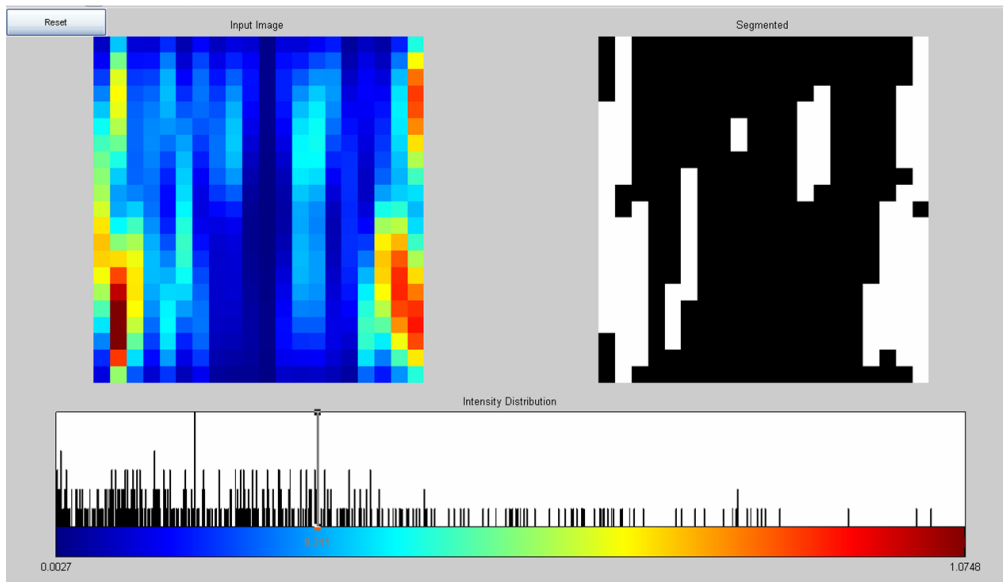 Reset
Input Image
Segmented
Intensity Distribution
0.0027
1.0748